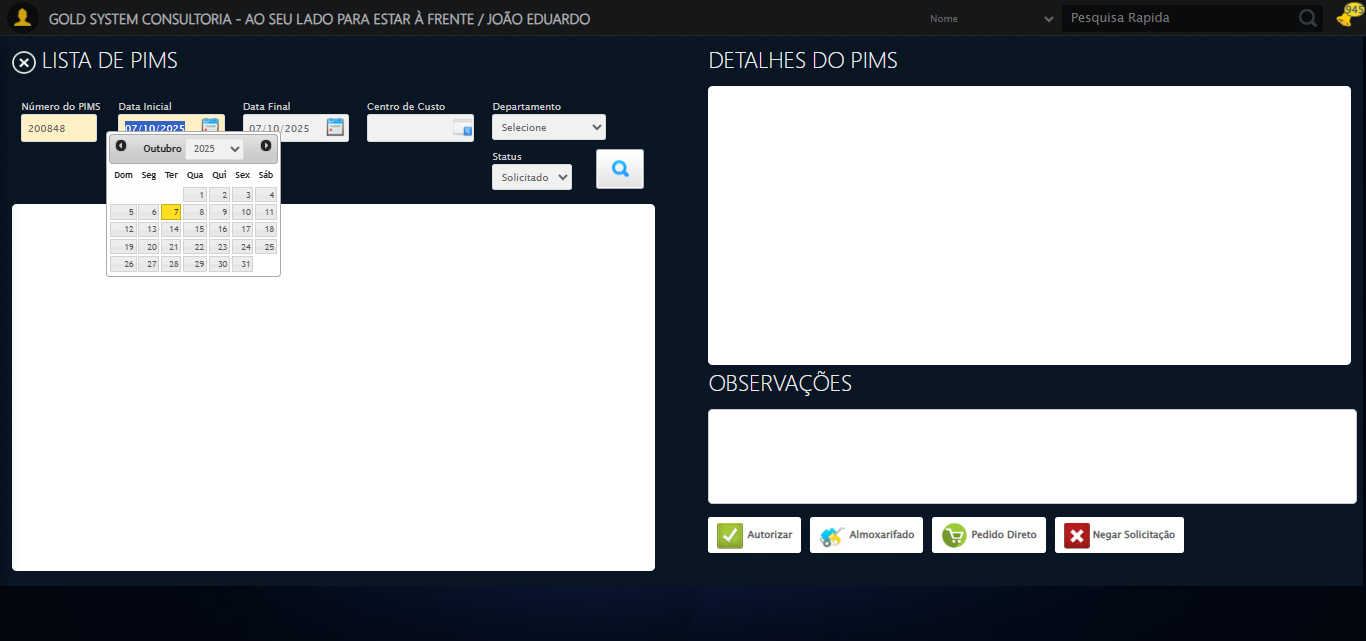 GOLD SYSTEM CONSULTORIA - AO SEU LADO PARA ESTAR À FRENTE / JOÃO EDUARDO
Nome
Pesquisa Rapida
945
LISTA DE PIMS
Número do PIMS Data Inicial Data Final Centro de Custo Departamento
200848 07/10/2025 07/10/2025 Selecione
Outubro 2025
Dom Seg Ter Qua Qui Sex Sáb
1 2 3 4
5 6 7 8 9 10 11
12 13 14 15 16 17 18
19 20 21 22 23 24 25
26 27 28 29 30 31
Status
Solicitado
DETALHES DO PIMS
OBSERVAÇÕES
Autorizar Almoxarifado Pedido Direto Negar Solicitação